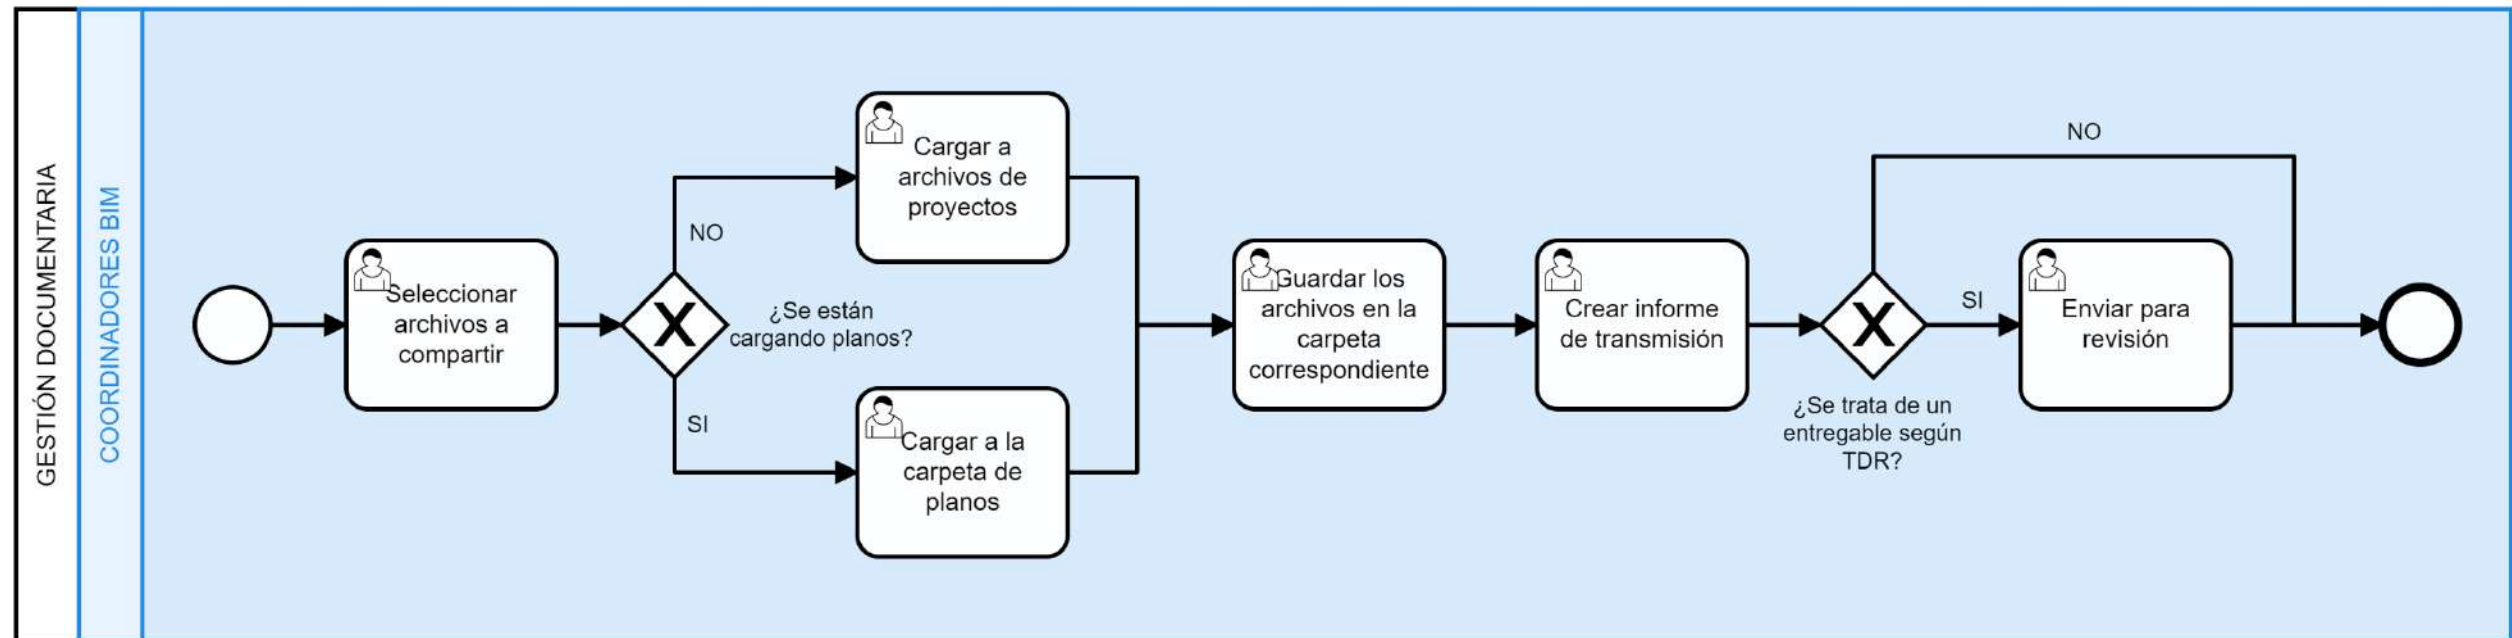 GESTIÓN DOCUMENTARIA
COORDINADORES BIM
Seleccionar
archivos a
compartir
NO
¿Se están
cargando planos?
SI
Cargar a
archivos de
proyectos
Cargar a la
carpeta de
planos
Guardar los
archivos en la
carpeta
correspondiente
Crear informe
de transmisión
NO
SI
¿Se trata de un
entregable según
TDR?
Enviar para
revisión